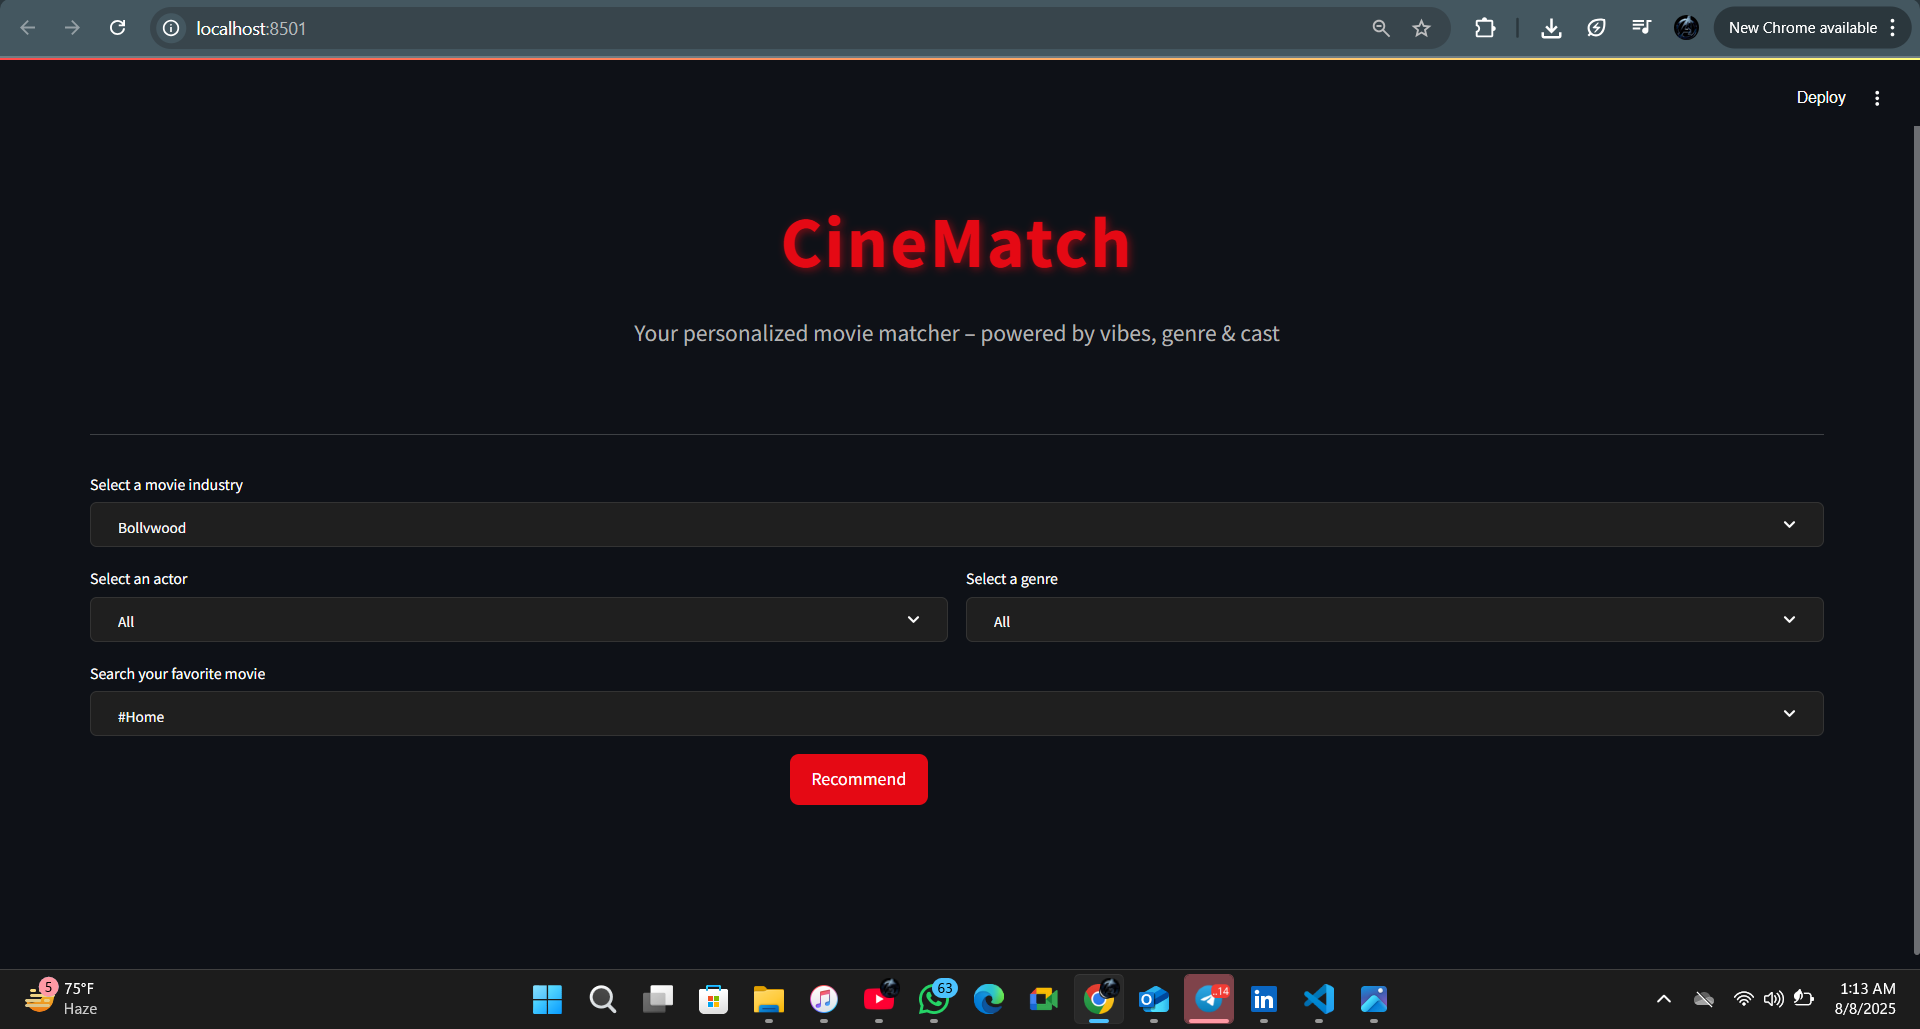 localhost:8501
New Chrome available
Deploy
CineMatch
Your personalized movie matcher – powered by vibes, genre & cast
Select a movie industry
Bollywood
Select an actor
Select a genre
All
All
Search your favorite movie
#Home
Recommend
5
75°F
Haze
63
14
1:13 AM
8/8/2025